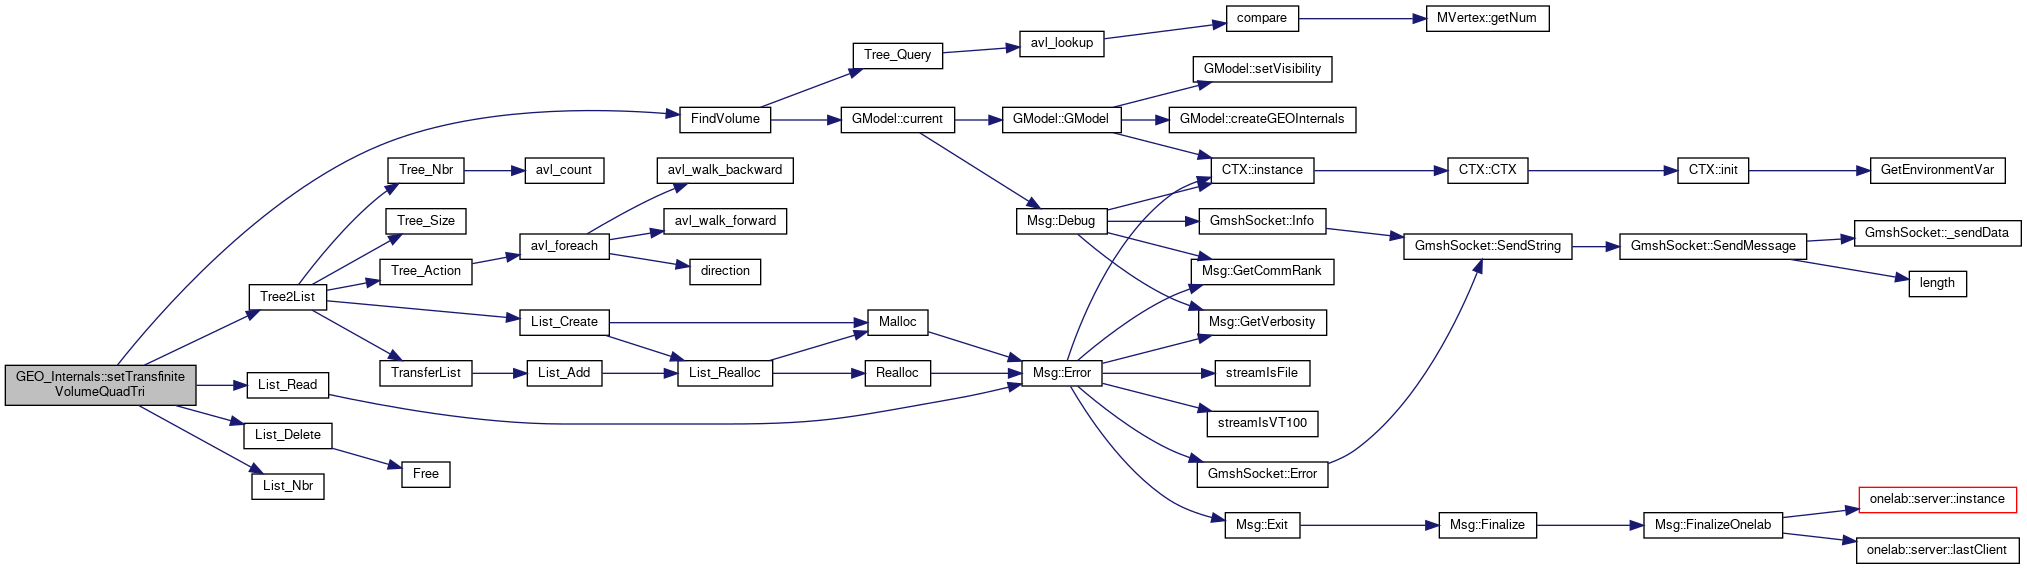 GEO_Internals::setTransfinite
VolumeQuadTri
FindVolume
Tree_Query
avl_lookup
compare
MVertex::getNum
GModel::current
GModel::GModel
GModel::setVisibility
GModel::createGEOInternals
CTX::instance
CTX::CTX
CTX::init
GetEnvironmentVar
Msg::Debug
GmshSocket::Info
GmshSocket::SendString
GmshSocket::SendMessage
GmshSocket::_sendData
length
Msg::GetCommRank
Msg::GetVerbosity
Tree2List
Tree_Nbr
avl_count
Tree_Size
Tree_Action
avl_foreach
avl_walk_backward
avl_walk_forward
direction
List_Create
Malloc
TransferList
List_Add
List_Realloc
Realloc
Msg::Error
streamIsFile
streamIsVT100
GmshSocket::Error
Msg::Exit
Msg::Finalize
Msg::FinalizeOnelab
onelab::server::instance
onelab::server::lastClient
List_Read
List_Delete
Free
List_Nbr